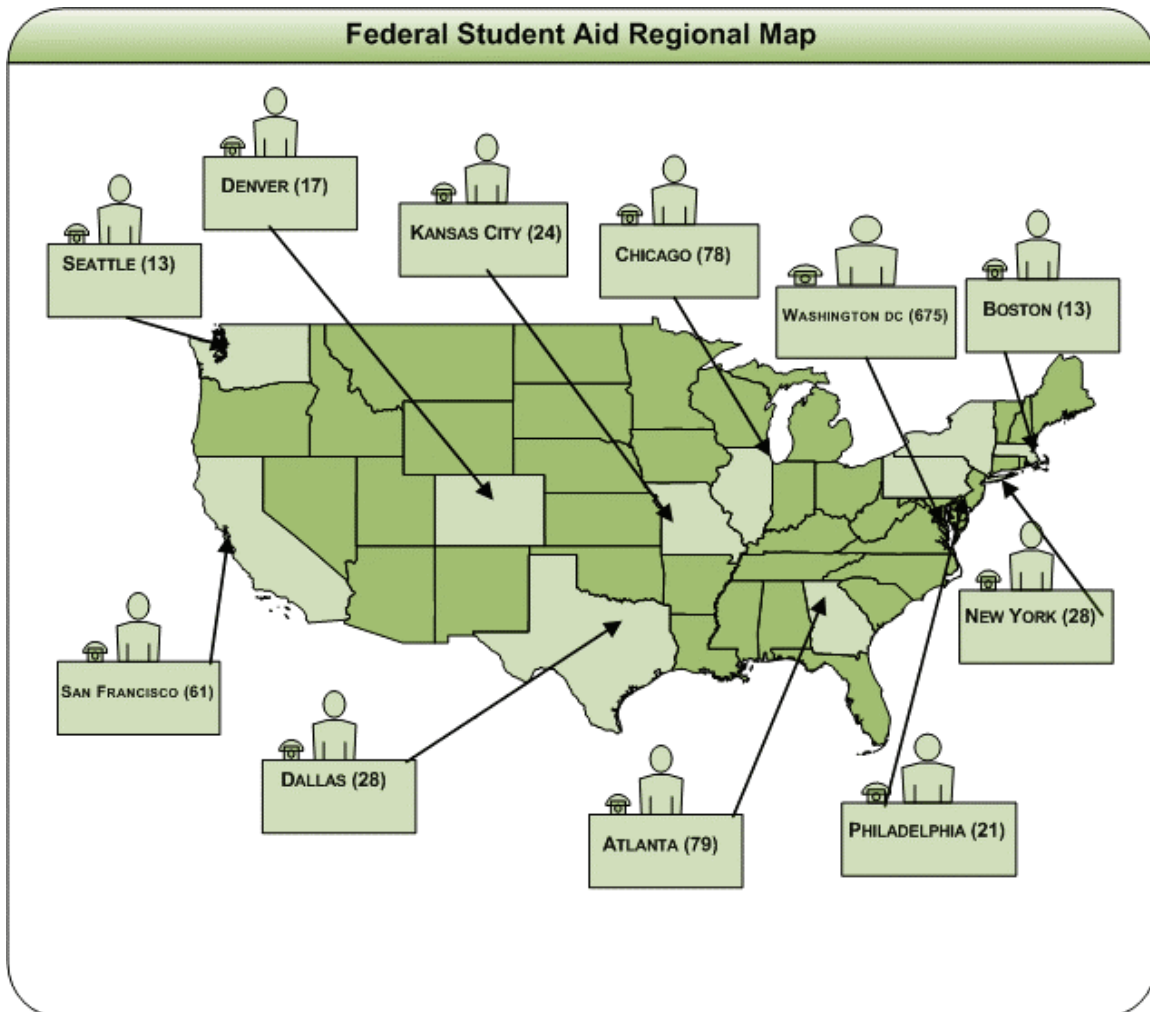 Federal Student Aid Regional Map
DENVER (17)
KANSAS CITY (24)
CHICAGO (78)
SEATTLE (13)
WASHINGTON DC (675)
BOSTON (13)
NEW YORK (28)
SAN FRANCISCO (61)
DALLAS (28)
ATLANTA (79)
PHILADELPHIA (21)